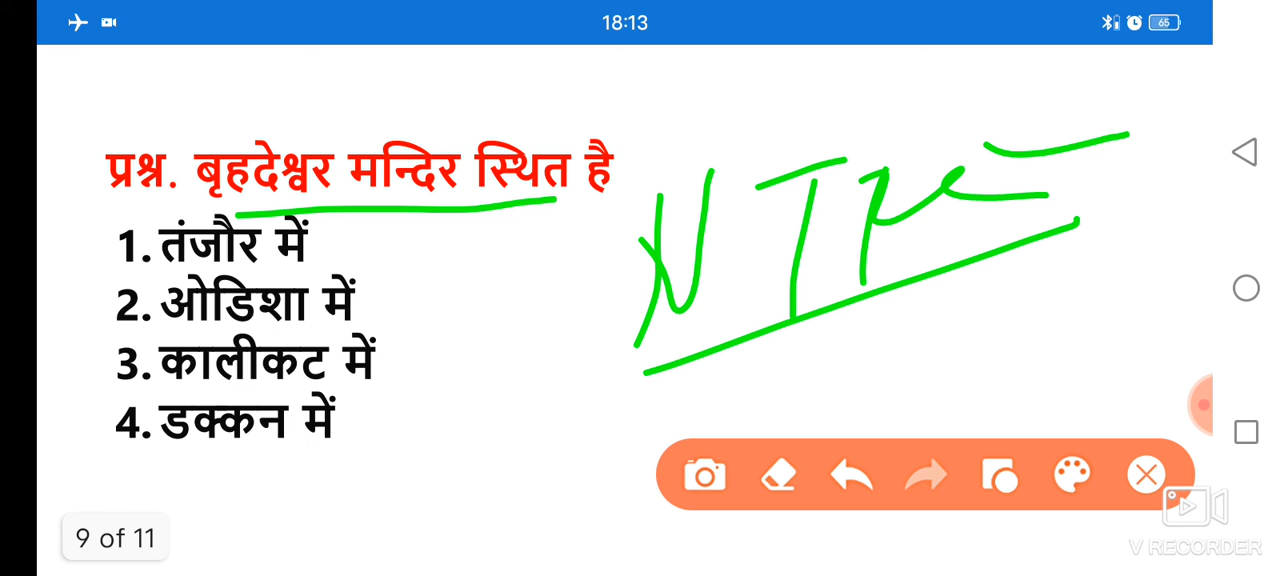 18:13
65
प्रश्न. बृहदेश्वर मन्दिर स्थित है
1. तंजौर में
2. ओडिशा में
3. कालीकट में
4. डक्कन में
9 of 11
V RECORDER